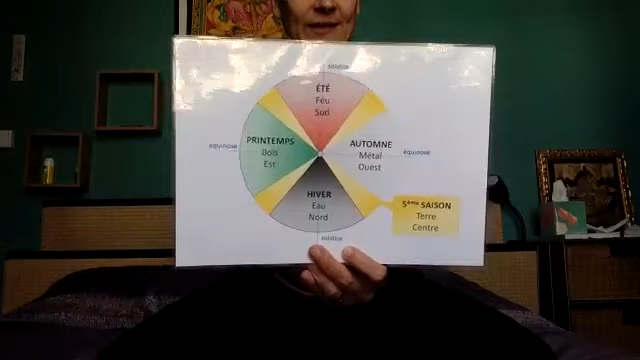 solstice
ÉTÉ
Feu
Sud
équinoxe
PRINTEMPS
Bois
Est
AUTOMNE
Métal
Ouest
équinoxe
HIVER
Eau
Nord
5ème SAISON
Terre
Centre
solstice